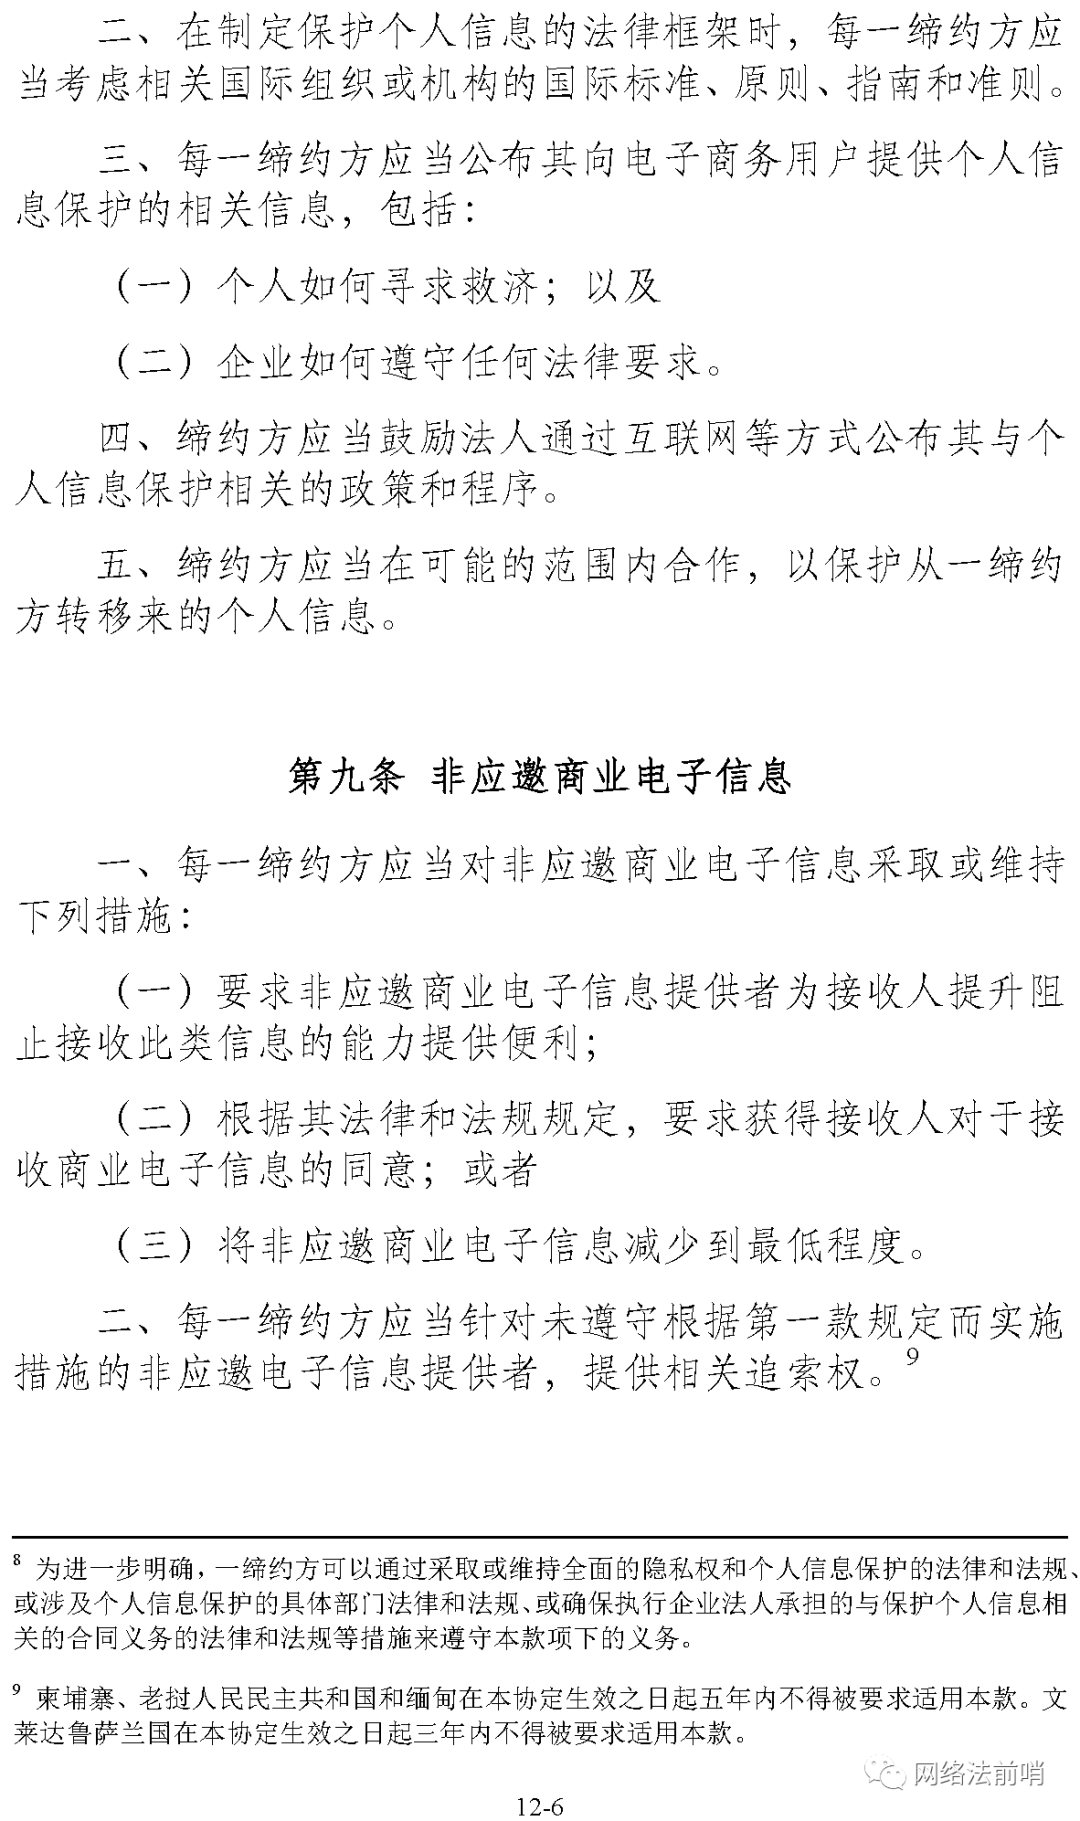 二、在制定保护个人信息的法律框架时，每一缔约方应
当考虑相关国际组织或机构的国际标准、原则、指南和准则。
三、每一缔约方应当公布其向电子商务用户提供个人信
息保护的相关信息，包括：
（一）个人如何寻求救济；以及
（二）企业如何遵守任何法律要求。
四、缔约方应当鼓励法人通过互联网等方式公布其与个
人信息保护相关的政策和程序。
五、缔约方应当在可能的范围内合作，以保护从一缔约
方转移来的个人信息。
第九条 非应邀商业电子信息
一、每一缔约方应当对非应邀商业电子信息采取或维持
下列措施：
（一）要求非应邀商业电子信息提供者为接收人提升阻
止接收此类信息的能力提供便利；
（二）根据其法律和法规规定，要求获得接收人对于接
收商业电子信息的同意；或者
（三）将非应邀商业电子信息减少到最低程度。
二、每一缔约方应当针对未遵守根据第一款规定而实施
措施的非应邀电子信息提供者，提供相关追索权。9
8 为进一步明确，一缔约方可以通过采取或维持全面的隐私权和个人信息保护的法律和法规、
或涉及个人信息保护的具体部门法律和法规、或确保执行企业法人承担的与保护个人信息相
关的合同义务的法律和法规等措施来遵守本款项下的义务。
9 柬埔寨、老挝人民民主共和国和缅甸在本协定生效之日起五年内不得被要求适用本款。文
莱达鲁萨兰国在本协定生效之日起三年内不得被要求适用本款。
网络法前哨
12-6